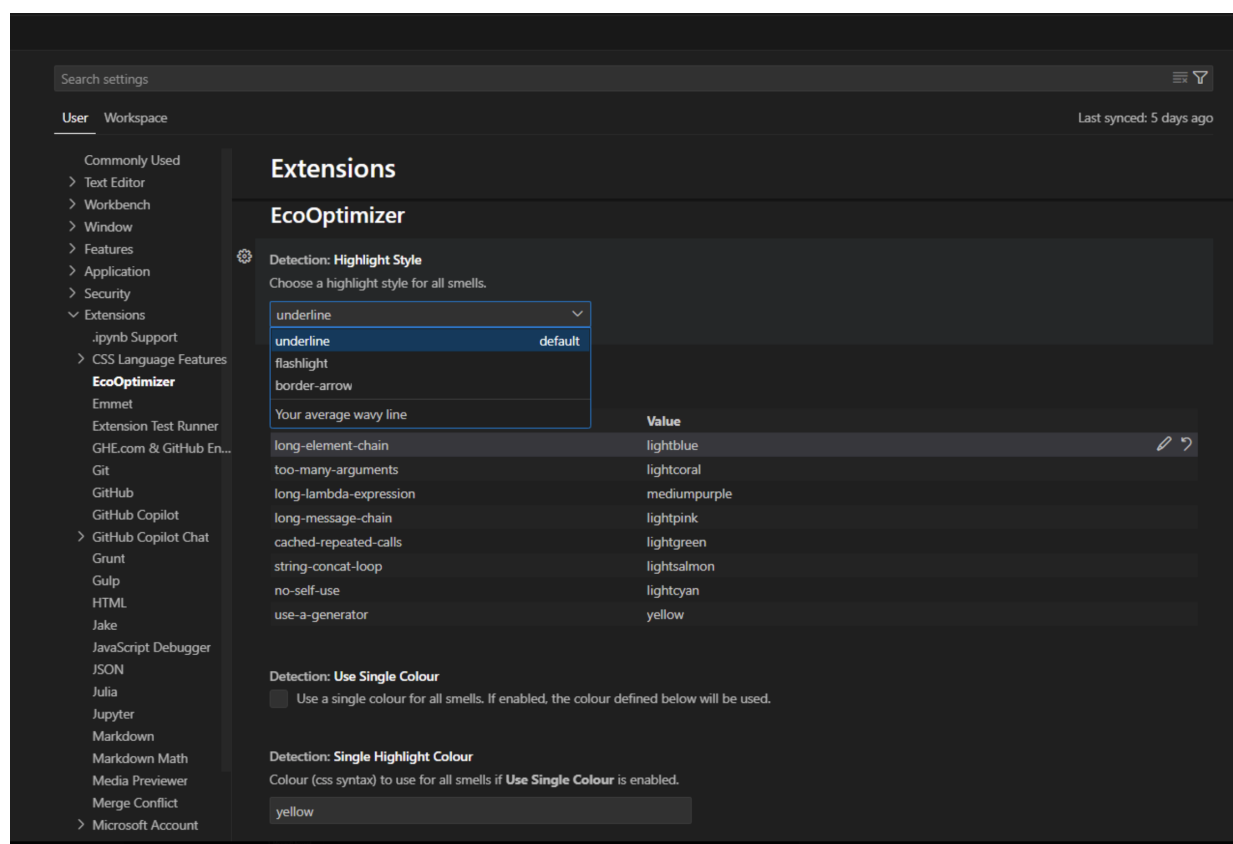 Search settings
User Workspace Last synced: 5 days ago
Commonly Used
Text Editor
Workbench
Window
Features
Application
Security
Extensions
.ipynb Support
CSS Language Features
EcoOptimizer
Emmet
Extension Test Runner
GHE.com & GitHub En...
Git
GitHub
GitHub Copilot
GitHub Copilot Chat
Grunt
Gulp
HTML
Jake
JavaScript Debugger
JSON
Julia
Jupyter
Markdown
Markdown Math
Media Previewer
Merge Conflict
Microsoft Account
Extensions
EcoOptimizer
Detection: Highlight Style
Choose a highlight style for all smells.
underline
underline default
flashlight
border-arrow
Your average wavy line
Value
long-element-chain lightblue
too-many-arguments lightcoral
long-lambda-expression mediumpurple
long-message-chain lightpink
cached-repeated-calls lightgreen
string-concat-loop lightsalmon
no-self-use lightcyan
use-a-generator yellow
Detection: Use Single Colour
Use a single colour for all smells. If enabled, the colour defined below will be used.
Detection: Single Highlight Colour
Colour (css syntax) to use for all smells if Use Single Colour is enabled.
yellow